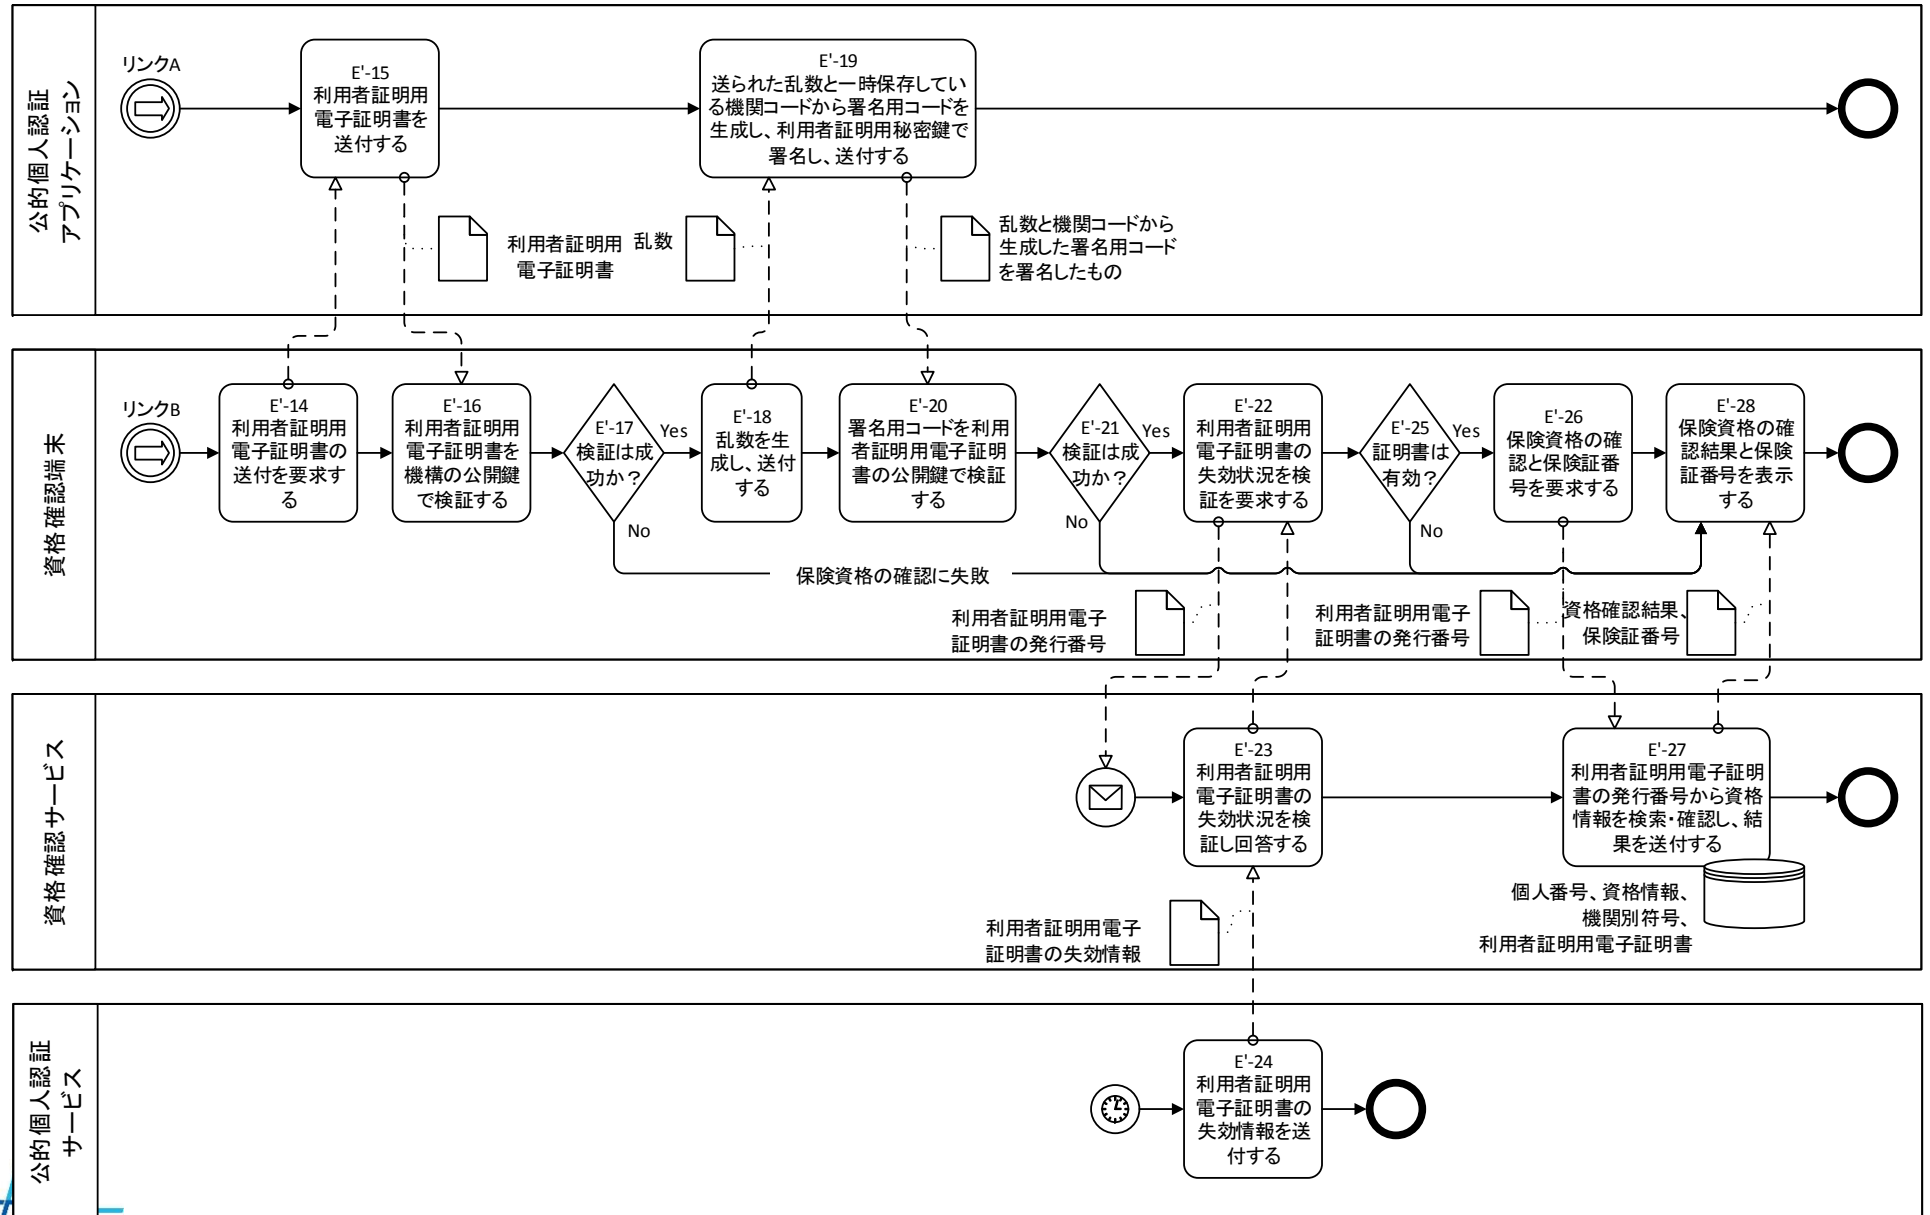 公的個人認証
アプリケーション
リンクA
E'-15
利用者証明用
電子証明書を
送付する
E'-19
送られた乱数と一時保存してい
る機関コードから署名用コードを
生成し、利用者証明用秘密鍵で
署名し、送付する
利用者証明用
電子証明書
乱数
乱数と機関コードから
生成した署名用コード
を署名したもの
資格確認端末
リンクB
E'-14
利用者証明用
電子証明書の
送付を要求す
る
E'-16
利用者証明用
電子証明書を
機構の公開鍵
で検証する
E'-17
検証は成
功か?
Yes
No
E'-18
乱数を生
成し、送付
する
E'-20
署名用コードを利用
者証明用電子証明
書の公開鍵で検証
する
E'-21
検証は成
功か?
Yes
No
E'-22
利用者証明用
電子証明書の
失効状況を検
証を要求する
E'-25
証明書は
有効?
Yes
No
E'-26
保険資格の確
認と保険証番
号を要求する
E'-28
保険資格の確
認結果と保険
証番号を表示
する
保険資格の確認に失敗
利用者証明用電子
証明書の発行番号
利用者証明用電子
証明書の発行番号
資格確認結果、
保険証番号
資格確認サービス
E'-23
利用者証明用
電子証明書の
失効状況を検
証し回答する
E'-27
利用者証明用電子証明
書の発行番号から資格
情報を検索・確認し、結
果を送付する
個人番号、資格情報、
機関別符号、
利用者証明用電子証明書
利用者証明用電子
証明書の失効情報
公的個人認証
サービス
E'-24
利用者証明用
電子証明書の
失効情報を送
付する